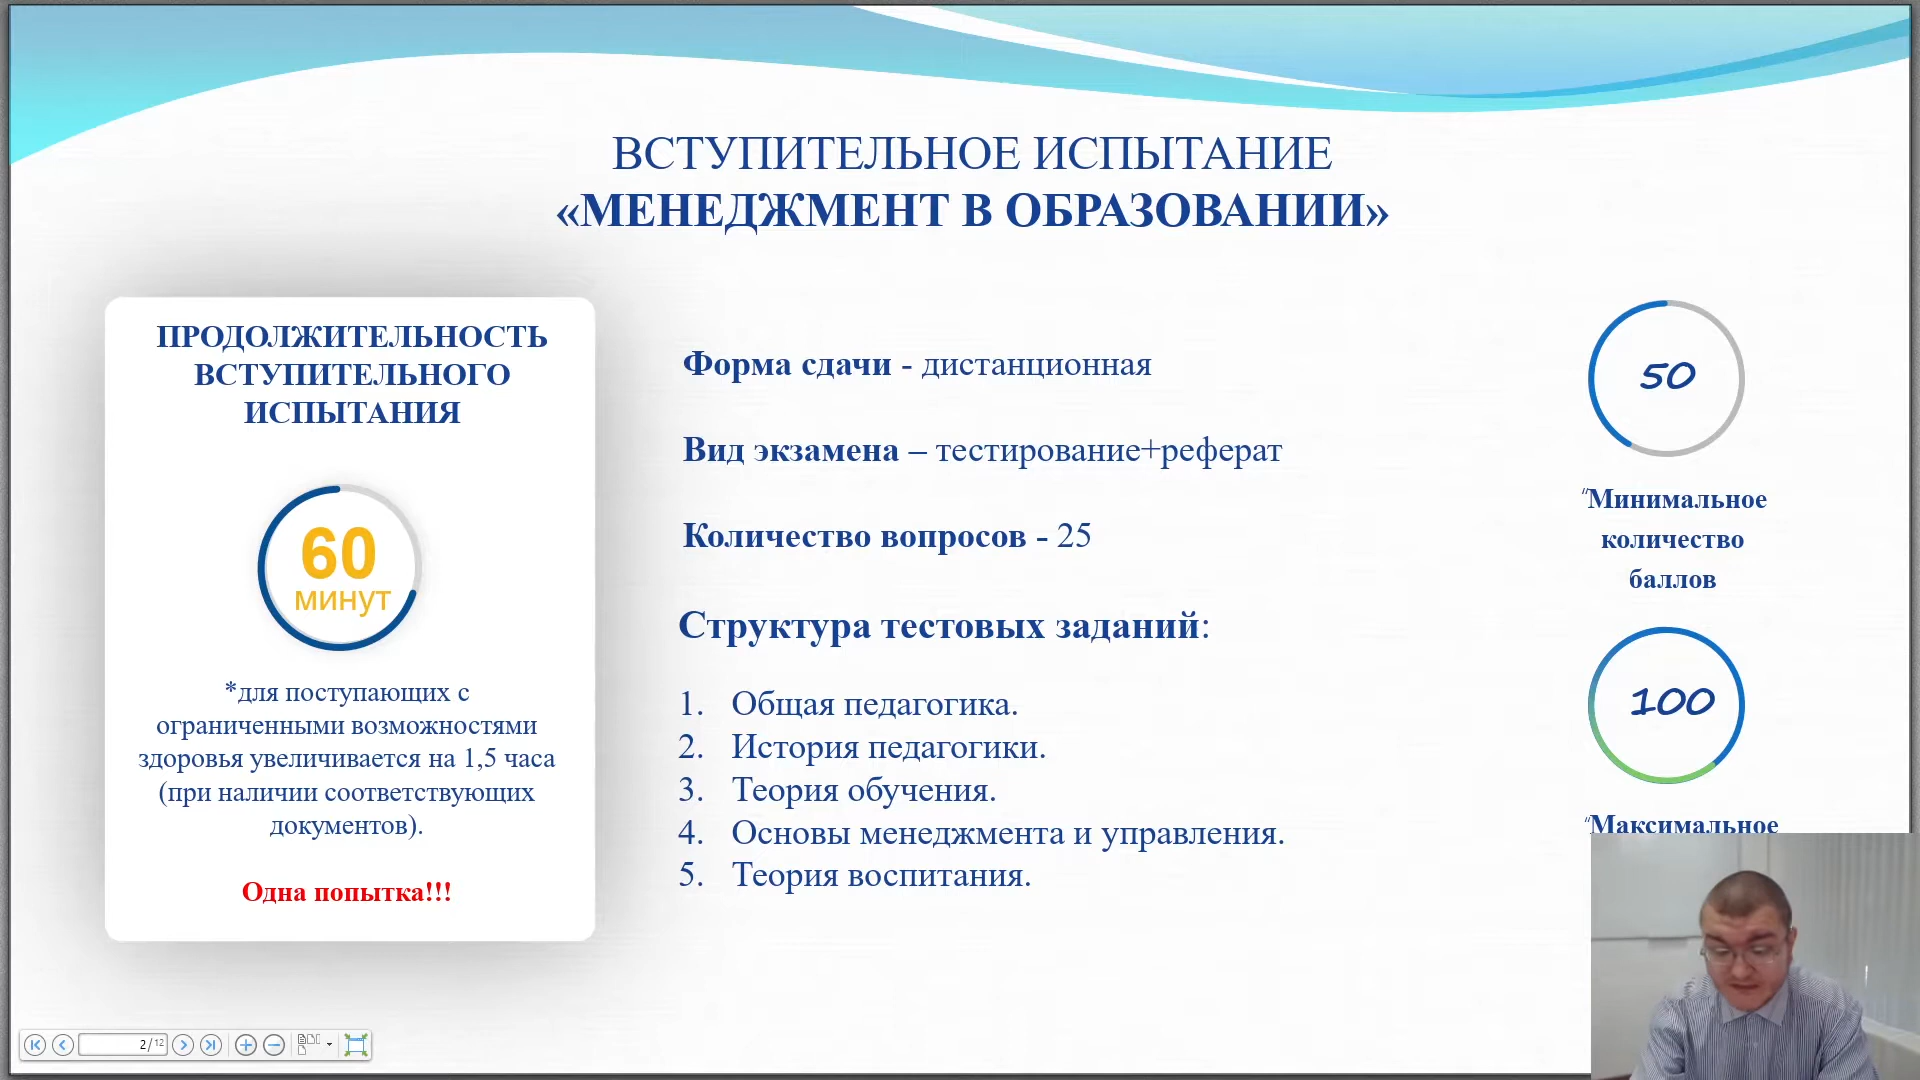 ВСТУПИТЕЛЬНОЕ ИСПЫТАНИЕ
«МЕНЕДЖМЕНТ В ОБРАЗОВАНИИ»
ПРОДОЛЖИТЕЛЬНОСТЬ
ВСТУПИТЕЛЬНОГО
ИСПЫТАНИЯ
60
минут
*для поступающих с
ограниченными возможностями
здоровья увеличивается на 1,5 часа
(при наличии соответствующих
документов).
Одна попытка!!!
Форма сдачи - дистанционная
Вид экзамена – тестирование+реферат
Количество вопросов - 25
Структура тестовых заданий:
1. Общая педагогика.
2. История педагогики.
3. Теория обучения.
4. Основы менеджмента и управления.
5. Теория воспитания.
50
"Минимальное
количество
баллов
100
"Максимальное
2/12